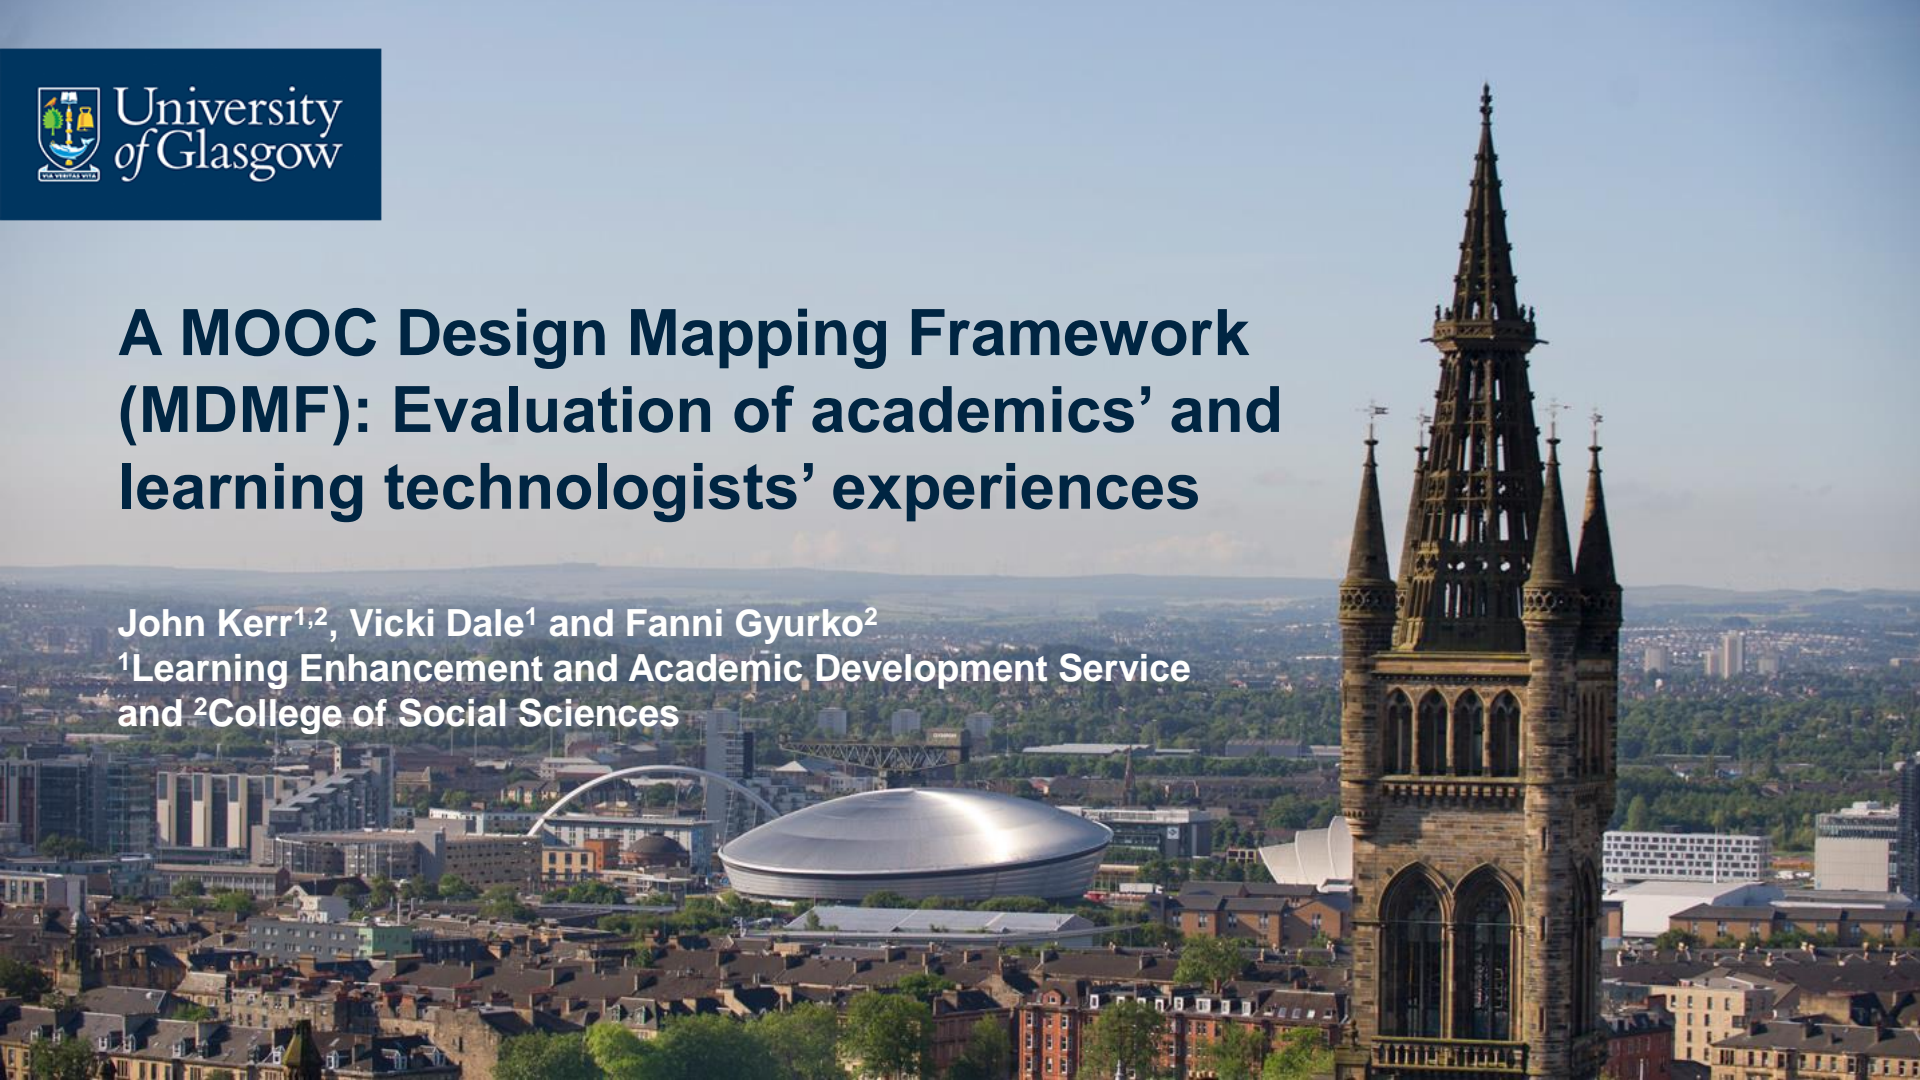 University
of Glasgow
VIA VERITAS VITA
A MOOC Design Mapping Framework
(MDMF): Evaluation of academics’ and
learning technologists’ experiences
John Kerr1,2, Vicki Dale1 and Fanni Gyurko2
1Learning Enhancement and Academic Development Service
and 2College of Social Sciences